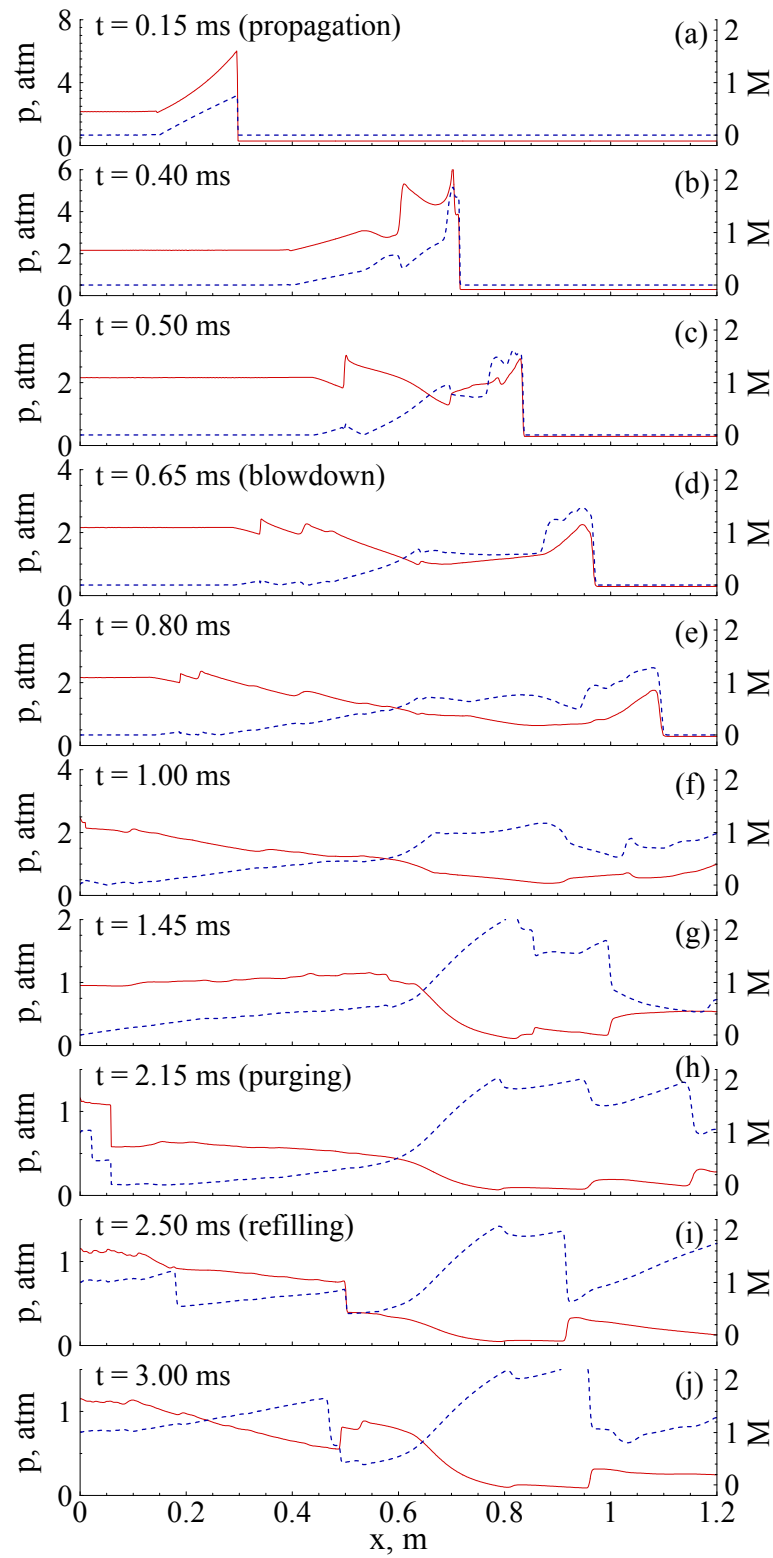 t = 0.15 ms (propagation) (a)
p, atm
M
0 4 8
0 1 2
t = 0.40 ms (b)
p, atm
M
0 2 4 6
0 1 2
t = 0.50 ms (c)
p, atm
M
0 2 4
0 1 2
t = 0.65 ms (blowdown) (d)
p, atm
M
0 2 4
0 1 2
t = 0.80 ms (e)
p, atm
M
0 2 4
0 1 2
t = 1.00 ms (f)
p, atm
M
0 2 4
0 1 2
t = 1.45 ms (g)
p, atm
M
0 1 2
0 1 2
t = 2.15 ms (purging) (h)
p, atm
M
0 1
0 1 2
t = 2.50 ms (refilling) (i)
p, atm
M
0 1
0 1 2
t = 3.00 ms (j)
p, atm
M
0 1
0 1 2
0 0.2 0.4 0.6 0.8 1 1.2
x, m